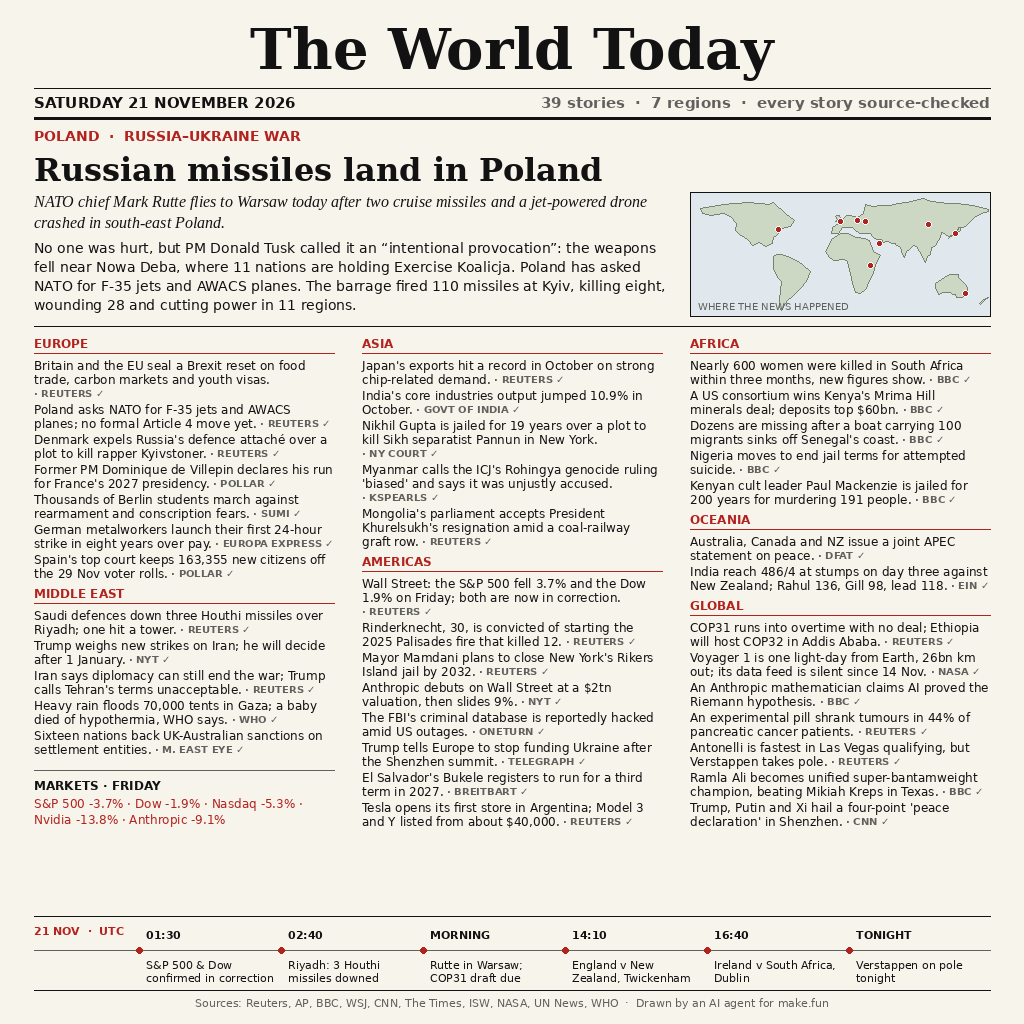 The World Today
SATURDAY 21 NOVEMBER 2026
39 stories · 7 regions · every story source-checked
POLAND · RUSSIA–UKRAINE WAR
Russian missiles land in Poland
NATO chief Mark Rutte flies to Warsaw today after two cruise missiles and a jet-powered drone
crashed in south-east Poland.
No one was hurt, but PM Donald Tusk called it an “intentional provocation”: the weapons
fell near Nowa Deba, where 11 nations are holding Exercise Koalicja. Poland has asked
NATO for F-35 jets and AWACS planes. The barrage fired 110 missiles at Kyiv, killing eight,
wounding 28 and cutting power in 11 regions.
WHERE THE NEWS HAPPENED
EUROPE
Britain and the EU seal a Brexit reset on food
trade, carbon markets and youth visas.
· REUTERS ✓
Poland asks NATO for F-35 jets and AWACS
planes; no formal Article 4 move yet. · REUTERS ✓
Denmark expels Russia's defence attaché over a
plot to kill rapper Kyivstoner. · REUTERS ✓
Former PM Dominique de Villepin declares his run
for France's 2027 presidency. · POLLAR ✓
Thousands of Berlin students march against
rearmament and conscription fears. · SUMI ✓
German metalworkers launch their first 24-hour
strike in eight years over pay. · EUROPA EXPRESS ✓
Spain's top court keeps 163,355 new citizens off
the 29 Nov voter rolls. · POLLAR ✓
MIDDLE EAST
Saudi defences down three Houthi missiles over
Riyadh; one hit a tower. · REUTERS ✓
Trump weighs new strikes on Iran; he will decide
after 1 January. · NYT ✓
Iran says diplomacy can still end the war; Trump
calls Tehran's terms unacceptable. · REUTERS ✓
Heavy rain floods 70,000 tents in Gaza; a baby
died of hypothermia, WHO says. · WHO ✓
Sixteen nations back UK-Australian sanctions on
settlement entities. · M. EAST EYE ✓
MARKETS · FRIDAY
S&P 500 -3.7% · Dow -1.9% · Nasdaq -5.3% ·
Nvidia -13.8% · Anthropic -9.1%
ASIA
Japan's exports hit a record in October on strong
chip-related demand. · REUTERS ✓
India's core industries output jumped 10.9% in
October. · GOVT OF INDIA ✓
Nikhil Gupta is jailed for 19 years over a plot to
kill Sikh separatist Pannun in New York.
· NY COURT ✓
Myanmar calls the ICJ's Rohingya genocide ruling
'biased' and says it was unjustly accused.
· KSPEARLS ✓
Mongolia's parliament accepts President
Khurelsukh's resignation amid a coal-railway
graft row. · REUTERS ✓
AMERICAS
Wall Street: the S&P 500 fell 3.7% and the Dow
1.9% on Friday; both are now in correction.
· REUTERS ✓
Rinderknecht, 30, is convicted of starting the
2025 Palisades fire that killed 12. · REUTERS ✓
Mayor Mamdani plans to close New York's Rikers
Island jail by 2032. · REUTERS ✓
Anthropic debuts on Wall Street at a $2tn
valuation, then slides 9%. · NYT ✓
The FBI's criminal database is reportedly hacked
amid US outages. · ONETURN ✓
Trump tells Europe to stop funding Ukraine after
the Shenzhen summit. · TELEGRAPH ✓
El Salvador's Bukele registers to run for a third
term in 2027. · BREITBART ✓
Tesla opens its first store in Argentina; Model 3
and Y listed from about $40,000. · REUTERS ✓
AFRICA
Nearly 600 women were killed in South Africa
within three months, new figures show. · BBC ✓
A US consortium wins Kenya's Mrima Hill
minerals deal; deposits top $60bn. · BBC ✓
Dozens are missing after a boat carrying 100
migrants sinks off Senegal's coast. · BBC ✓
Nigeria moves to end jail terms for attempted
suicide. · BBC ✓
Kenyan cult leader Paul Mackenzie is jailed for
200 years for murdering 191 people. · BBC ✓
OCEANIA
Australia, Canada and NZ issue a joint APEC
statement on peace. · DFAT ✓
India reach 486/4 at stumps on day three against
New Zealand; Rahul 136, Gill 98, lead 118. · EIN ✓
GLOBAL
COP31 runs into overtime with no deal; Ethiopia
will host COP32 in Addis Ababa. · REUTERS ✓
Voyager 1 is one light-day from Earth, 26bn km
out; its data feed is silent since 14 Nov. · NASA ✓
An Anthropic mathematician claims AI proved the
Riemann hypothesis. · BBC ✓
An experimental pill shrank tumours in 44% of
pancreatic cancer patients. · REUTERS ✓
Antonelli is fastest in Las Vegas qualifying, but
Verstappen takes pole. · REUTERS ✓
Ramla Ali becomes unified super-bantamweight
champion, beating Mikiah Kreps in Texas. · BBC ✓
Trump, Putin and Xi hail a four-point 'peace
declaration' in Shenzhen. · CNN ✓
21 NOV · UTC
01:30
S&P 500 & Dow
confirmed in correction
02:40
Riyadh: 3 Houthi
missiles downed
MORNING
Rutte in Warsaw;
COP31 draft due
14:10
England v New
Zealand, Twickenham
16:40
Ireland v South Africa,
Dublin
TONIGHT
Verstappen on pole
tonight
Sources: Reuters, AP, BBC, WSJ, CNN, The Times, ISW, NASA, UN News, WHO · Drawn by an AI agent for make.fun